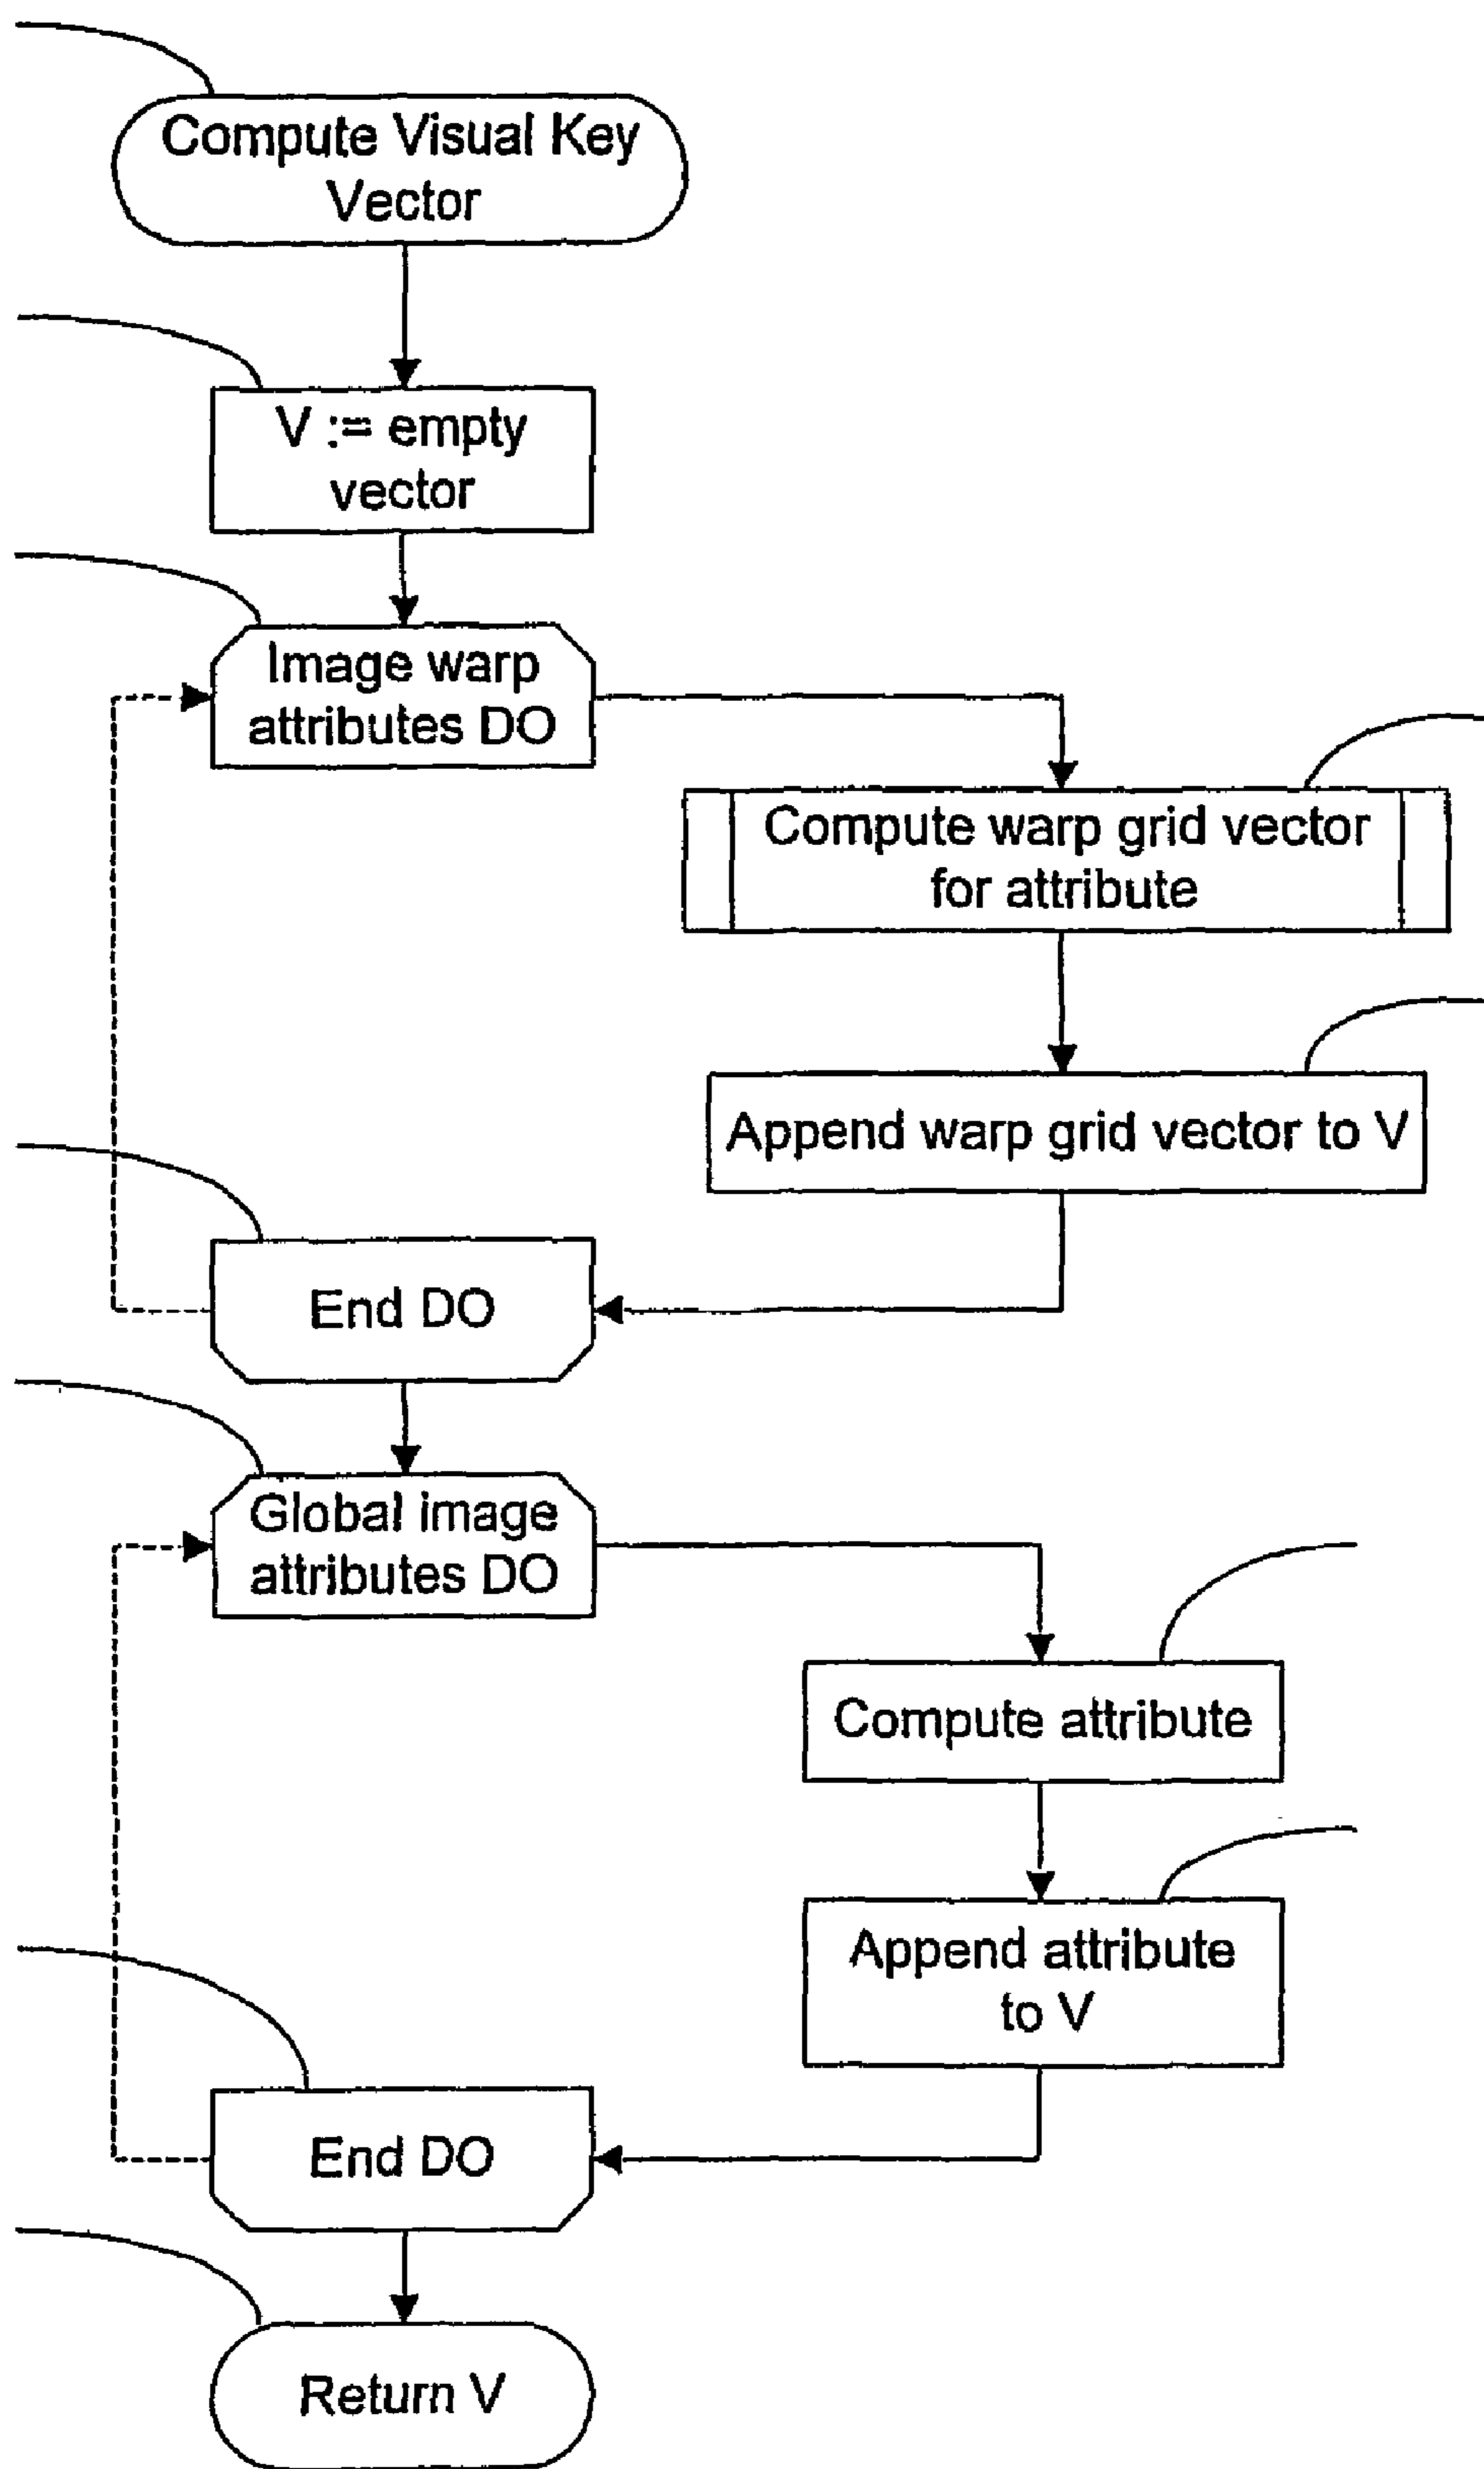 Compute Visual Key
Vector
V := empty
vector
Image warp
attributes DO
Compute warp grid vector
for attribute
Append warp grid vector to V
End DO
Global image
attributes DO
Compute attribute
Append attribute
to V
End DO
Return V